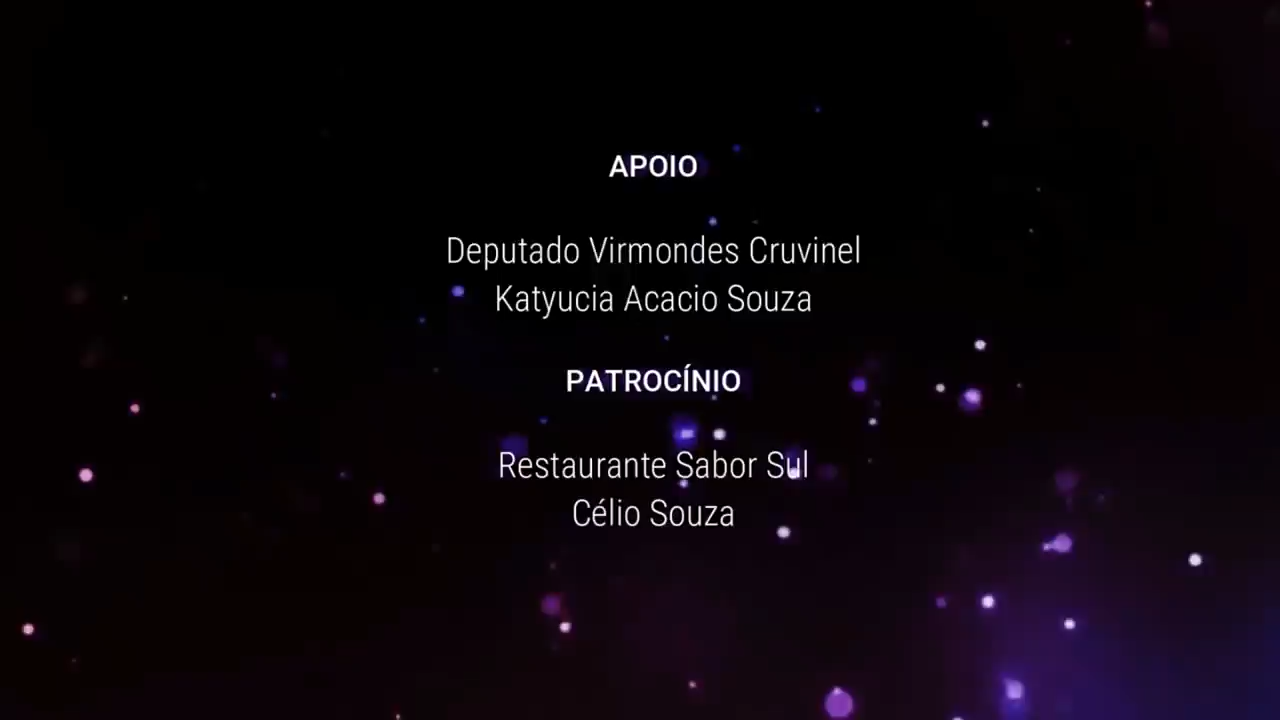 APOIO
Deputado Virmondes Cruvinel
Katyucia Acacio Souza
PATROCÍNIO
Restaurante Sabor Sul
Célio Souza